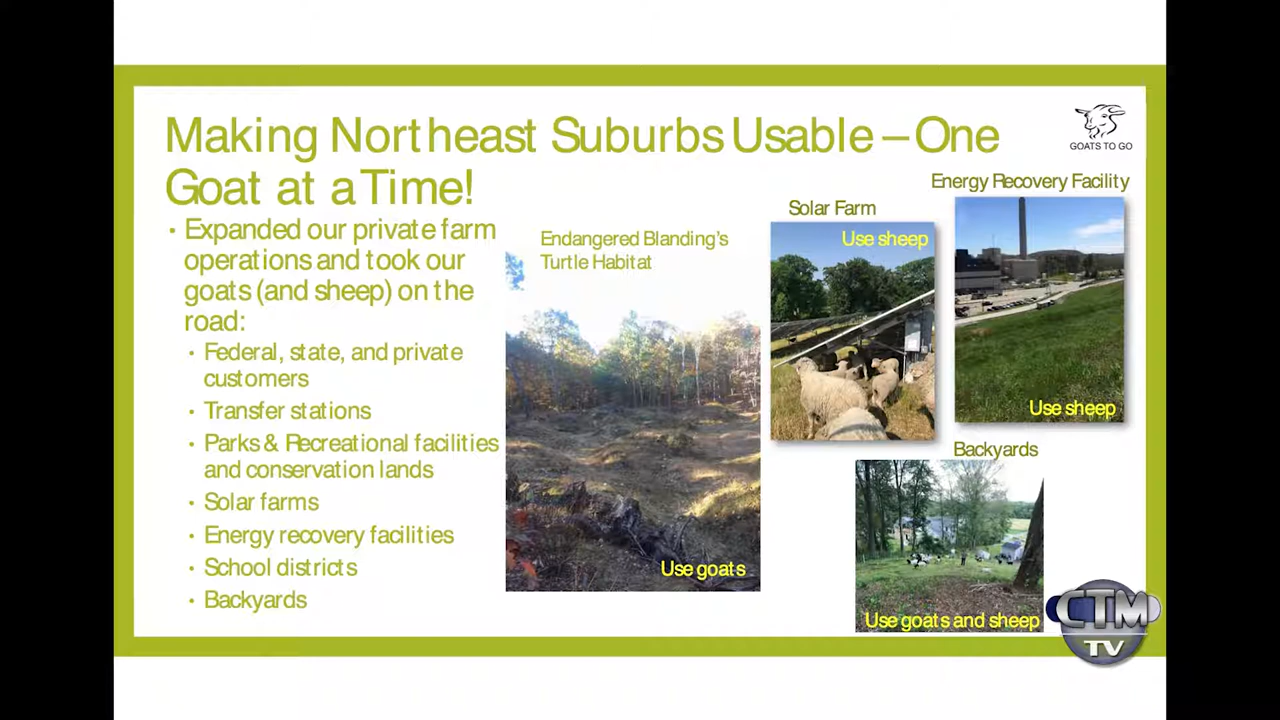 Making Northeast Suburbs Usable – One
Goat at a Time!
GOATS TO GO
• Expanded our private farm
operations and took our
goats (and sheep) on the
road:
• Federal, state, and private
customers
• Transfer stations
• Parks & Recreational facilities
and conservation lands
• Solar farms
• Energy recovery facilities
• School districts
• Backyards
Endangered Blanding's
Turtle Habitat
Use goats
Solar Farm
Use sheep
Energy Recovery Facility
Use sheep
Backyards
Use goats and sheep
CTM
TV